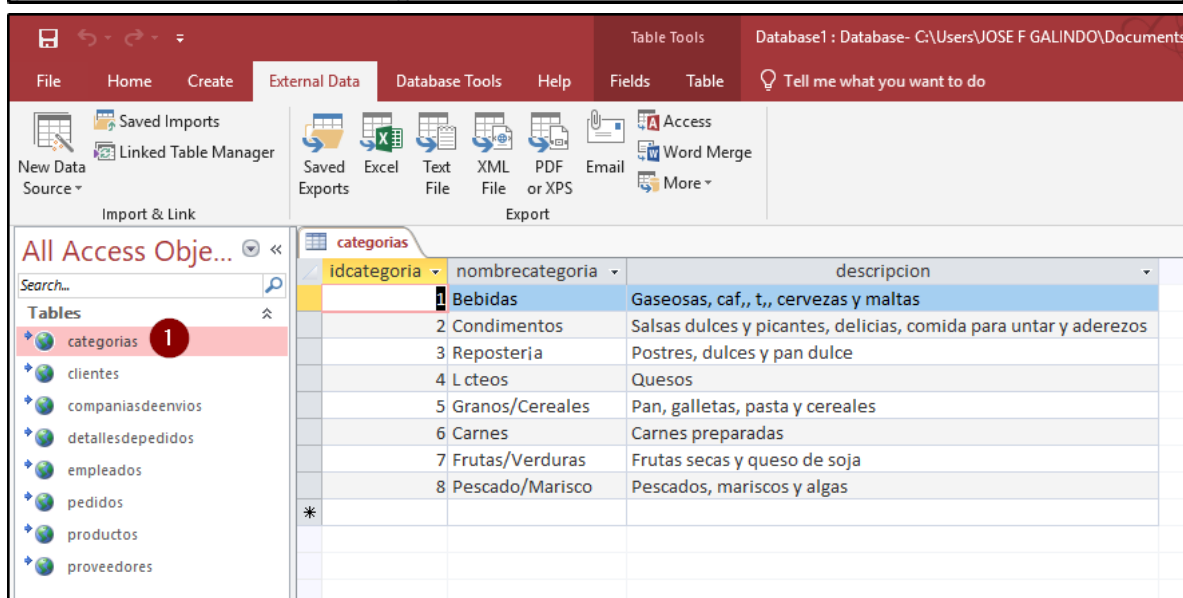 Table Tools Database1 : Database- C:\Users\JOSE F GALINDO\Documents
File Home Create External Data Database Tools Help Fields Table Tell me what you want to do
New Data Source
Saved Imports
Linked Table Manager
Import & Link
Saved Exports
Excel
Text File
XML File
PDF or XPS
Email
Access
Word Merge
More
Export
All Access Obje...
Search...
Tables
categorias 1
clientes
companiasdeenvios
detallesdepedidos
empleados
pedidos
productos
proveedores
categorias
idcategoria nombrecategoria descripcion
1 Bebidas Gaseosas, caf,, t,, cervezas y maltas
2 Condimentos Salsas dulces y picantes, delicias, comida para untar y aderezos
3 Reposter¡a Postres, dulces y pan dulce
4 L cteos Quesos
5 Granos/Cereales Pan, galletas, pasta y cereales
6 Carnes Carnes preparadas
7 Frutas/Verduras Frutas secas y queso de soja
8 Pescado/Marisco Pescados, mariscos y algas